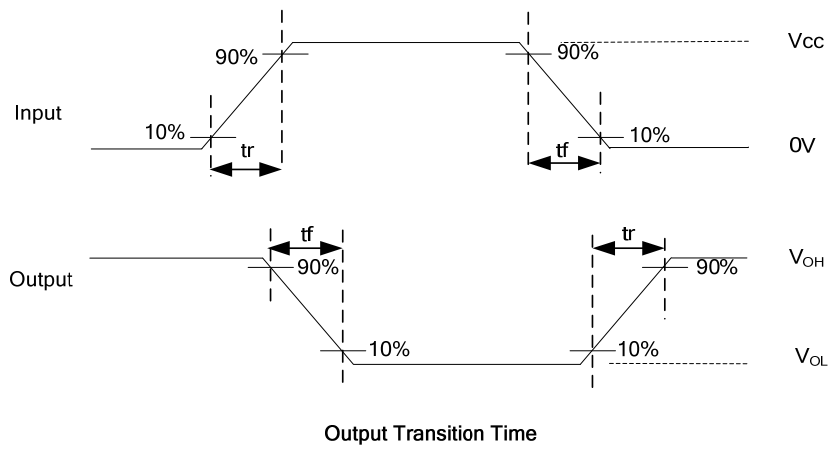 90% 90% Vcc
Input
10% 10% 0V
tr tf
tf tr
90% 90% VOH
Output
10% 10% VOL
Output Transition Time